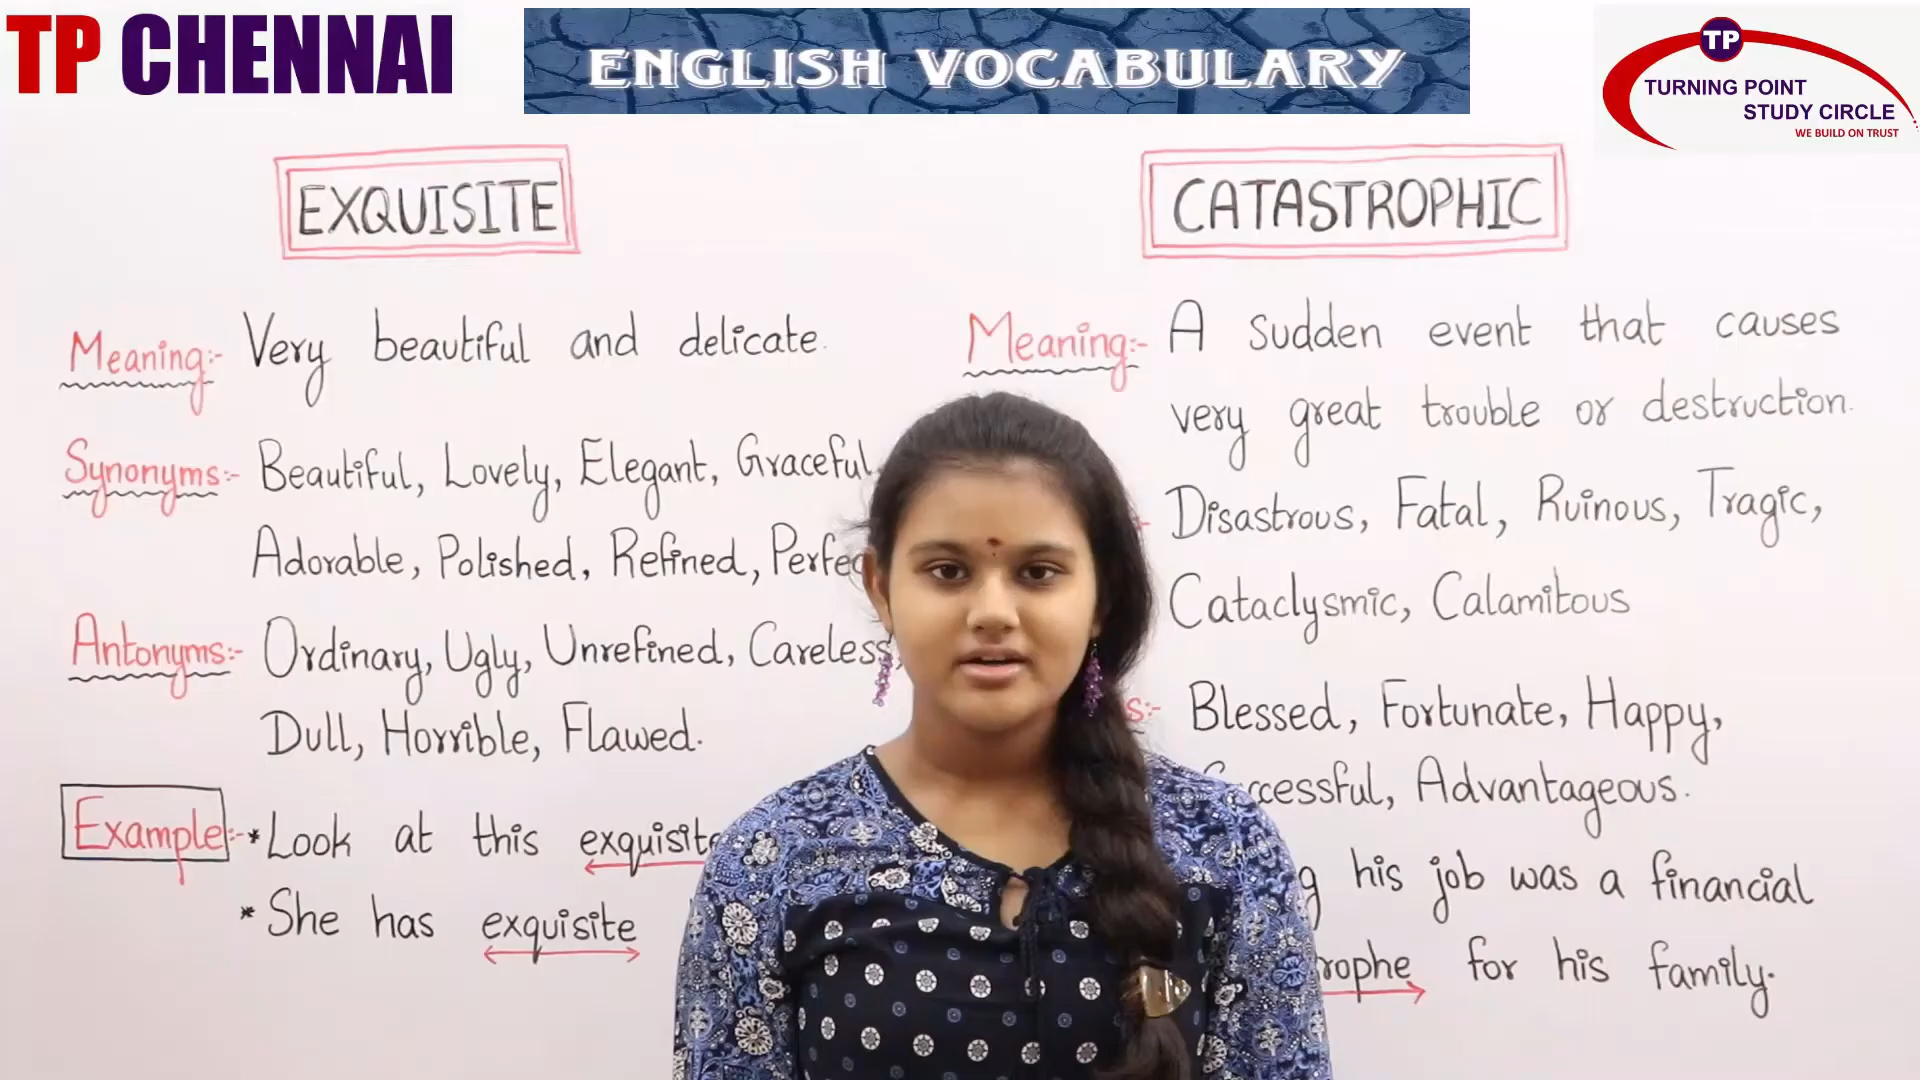 TP CHENNAI
ENGLISH VOCABULARY
TP
TURNING POINT
STUDY CIRCLE
WE BUILD ON TRUST
EXQUISITE
Meaning:- Very beautiful and delicate.
Synonyms:- Beautiful, Lovely, Elegant, Graceful,
Adorable, Polished, Refined,
Antonyms:- Ordinary, Ugly, Unrefined, Careless,
Dull, Horrible, Flawed.
Example:- * Look at this exquisite
* She has exquisite
CATASTROPHIC
Meaning:- A sudden event that causes
very great trouble or destruction.
Disastrous, Fatal, Ruinous, Tragic,
Cataclysmic, Calamitous
Blessed, Fortunate, Happy,
Advantageous.
his job was a financial
for his family.